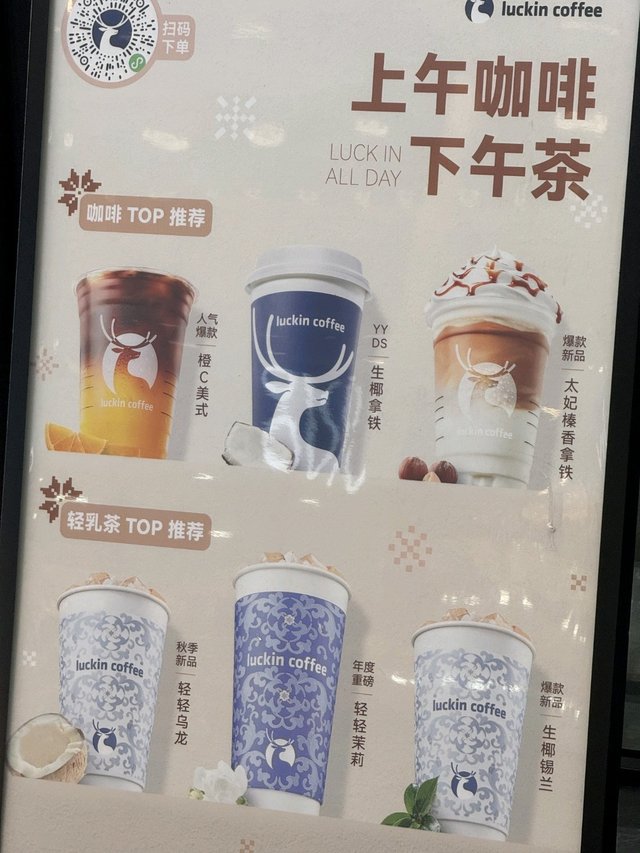 luckin coffee
扫码
下单
上午咖啡
LUCK IN
ALL DAY
下午茶
咖啡 TOP 推荐
人气
爆款
橙C美式
luckin coffee
YY
DS
生椰拿铁
luckin coffee
爆款
新品
太妃榛香拿铁
luckin coffee
轻乳茶 TOP 推荐
秋季
新品
轻轻乌龙
luckin coffee
年度
重磅
轻轻茉莉
luckin coffee
爆款
新品
生椰锡兰
luckin coffee